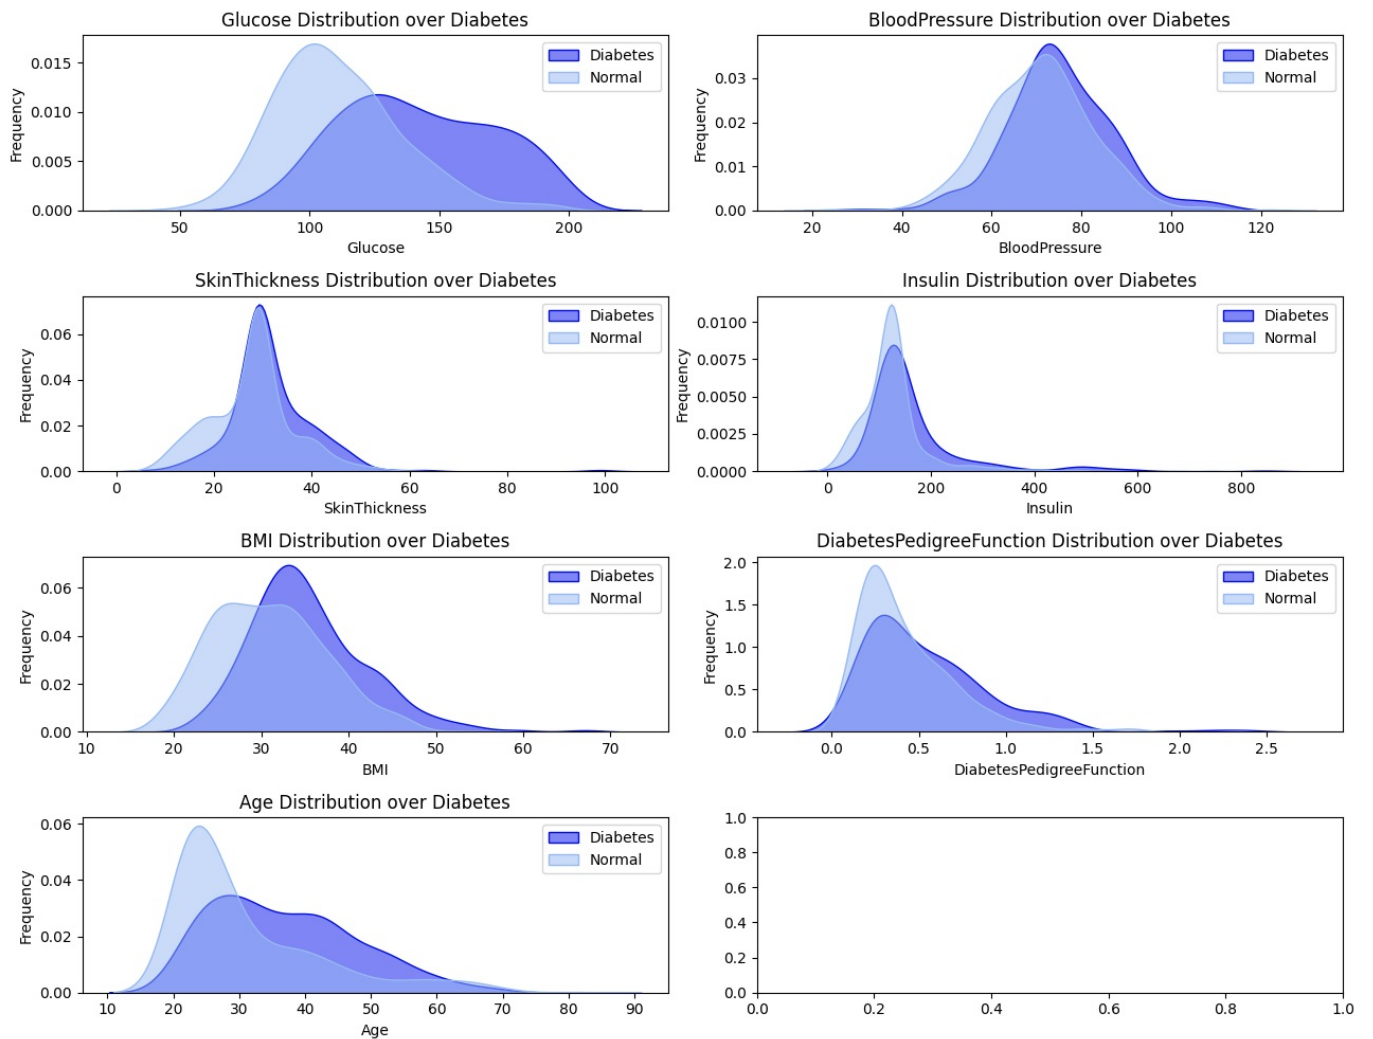 Glucose Distribution over Diabetes
Diabetes
Normal
0.015
0.010
0.005
0.000
Frequency
50 100 150 200
Glucose
BloodPressure Distribution over Diabetes
Diabetes
Normal
0.03
0.02
0.01
0.00
Frequency
20 40 60 80 100 120
BloodPressure
SkinThickness Distribution over Diabetes
Diabetes
Normal
0.06
0.04
0.02
0.00
Frequency
0 20 40 60 80 100
SkinThickness
Insulin Distribution over Diabetes
Diabetes
Normal
0.0100
0.0075
0.0050
0.0025
0.0000
Frequency
0 200 400 600 800
Insulin
BMI Distribution over Diabetes
Diabetes
Normal
0.06
0.04
0.02
0.00
Frequency
10 20 30 40 50 60 70
BMI
DiabetesPedigreeFunction Distribution over Diabetes
Diabetes
Normal
2.0
1.5
1.0
0.5
0.0
Frequency
0.0 0.5 1.0 1.5 2.0 2.5
DiabetesPedigreeFunction
Age Distribution over Diabetes
Diabetes
Normal
0.06
0.04
0.02
0.00
Frequency
10 20 30 40 50 60 70 80 90
Age
1.0
0.8
0.6
0.4
0.2
0.0
0.0 0.2 0.4 0.6 0.8 1.0